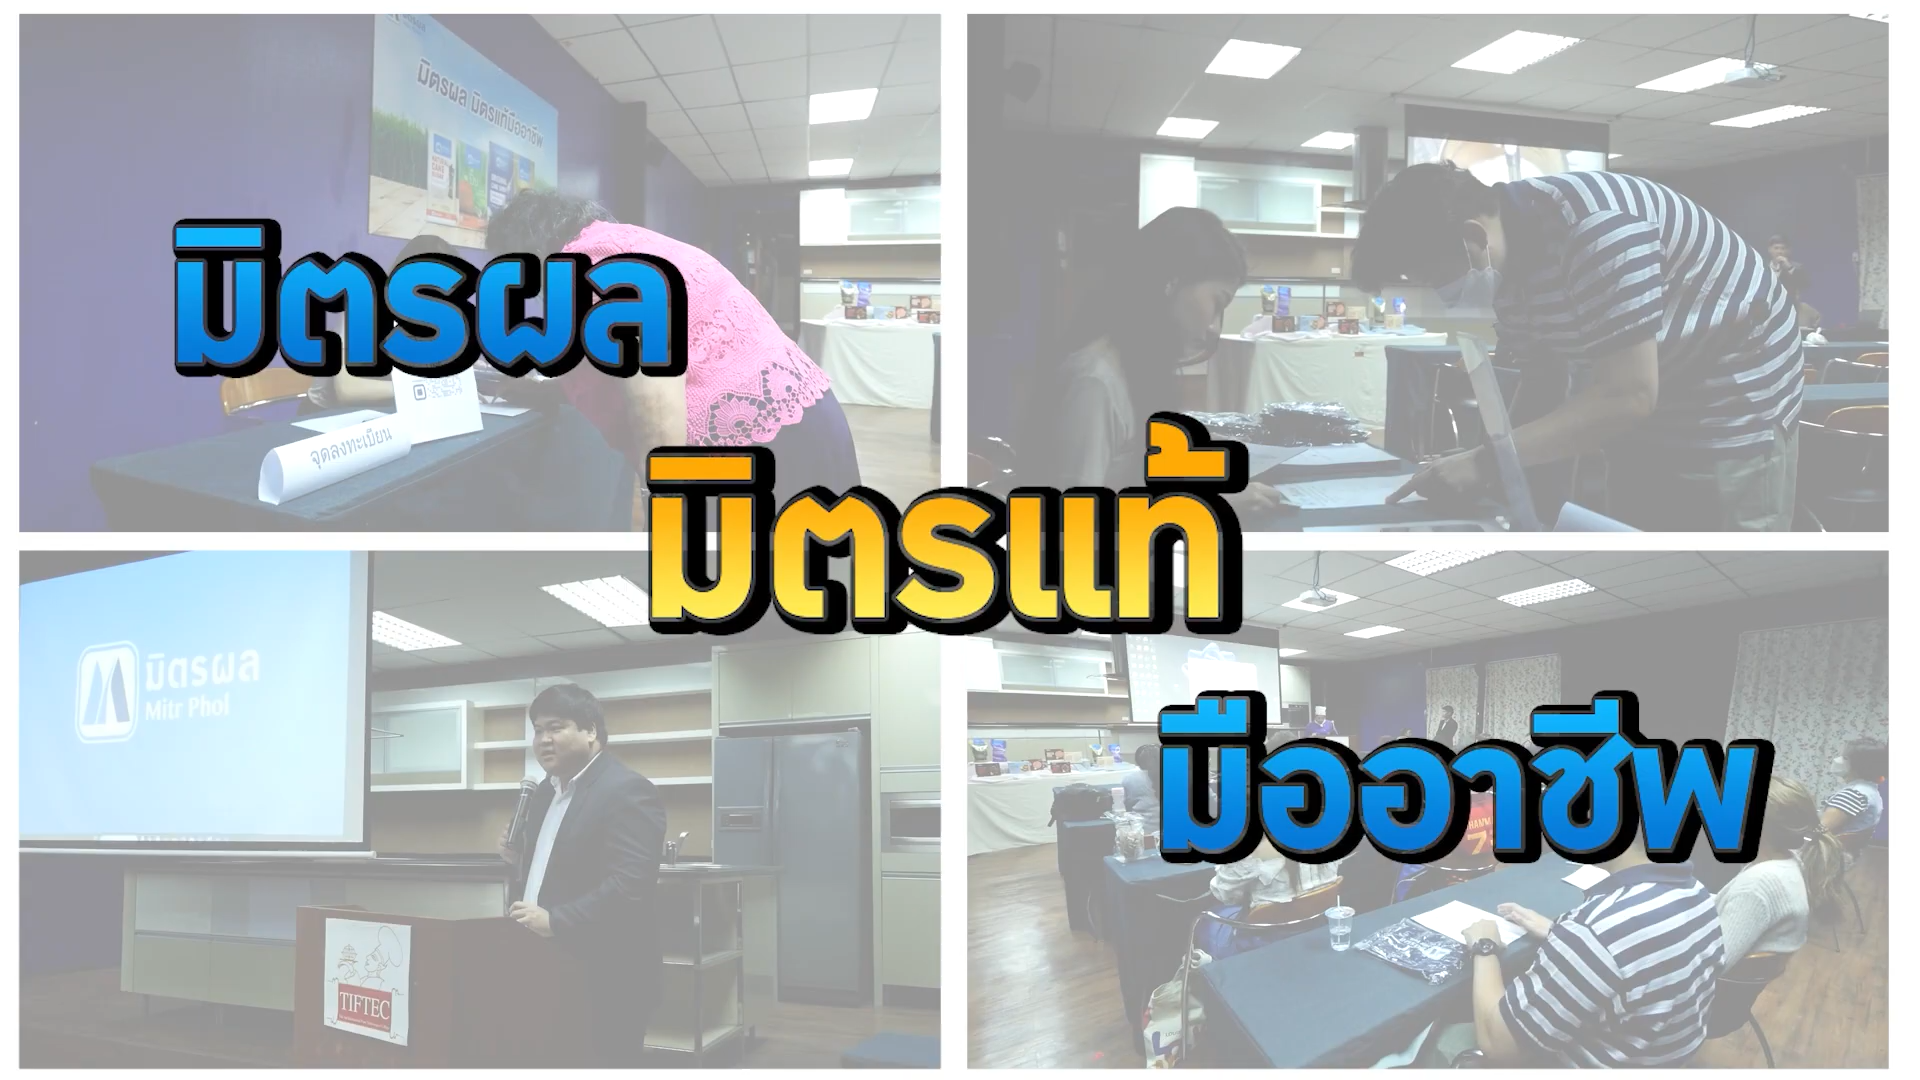 มิตรผล มิตรแท้มืออาชีพ
มิตรผล
จุดลงทะเบียน
มิตรแท้
มิตรผล
Mitr Phol
มืออาชีพ
TIFTEC